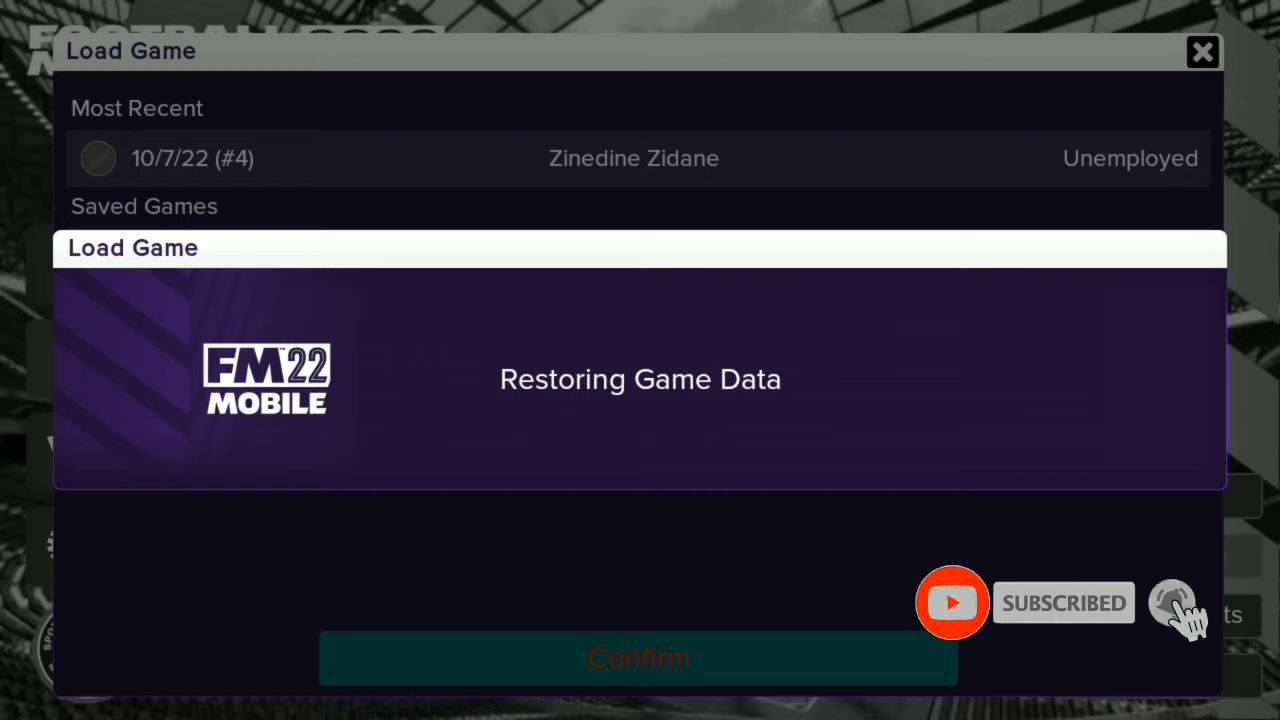 Load Game
Most Recent
10/7/22 (#4) Zinedine Zidane Unemployed
Saved Games
Load Game
FM22
MOBILE
Restoring Game Data
SUBSCRIBED
Confirm